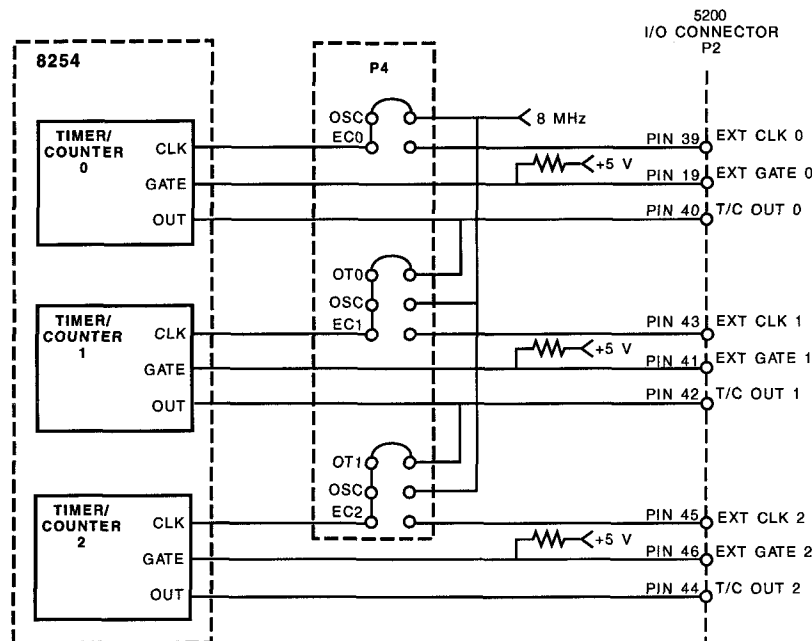 5200
I/O CONNECTOR
P2
8254
P4
TIMER/
COUNTER
0
CLK
GATE
OUT
OSC
EC0
8 MHz
+5 V
PIN 39
EXT CLK 0
PIN 19
EXT GATE 0
PIN 40
T/C OUT 0
TIMER/
COUNTER
1
CLK
GATE
OUT
OT0
OSC
EC1
+5 V
PIN 43
EXT CLK 1
PIN 41
EXT GATE 1
PIN 42
T/C OUT 1
TIMER/
COUNTER
2
CLK
GATE
OUT
OT1
OSC
EC2
+5 V
PIN 45
EXT CLK 2
PIN 46
EXT GATE 2
PIN 44
T/C OUT 2